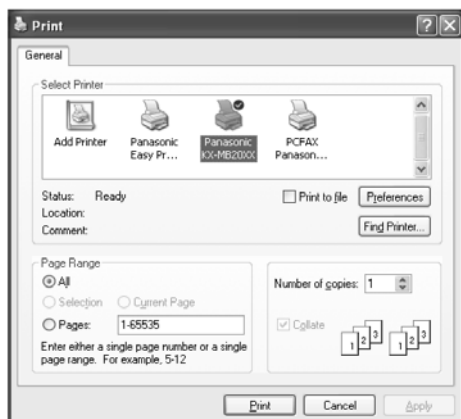 Print
General
Select Printer
Add Printer
Panasonic
Easy Pr...
Panasonic
KX-MB20XX
PCFAX
Panason...
Status: Ready
Print to file
Preferences
Location:
Comment:
Find Printer...
Page Range
All
Selection
Current Page
Pages: 1-65535
Enter either a single page number or a single
page range. For example, 5-12
Number of copies: 1
Collate
1 2 3 1 2 3
Print
Cancel
Apply